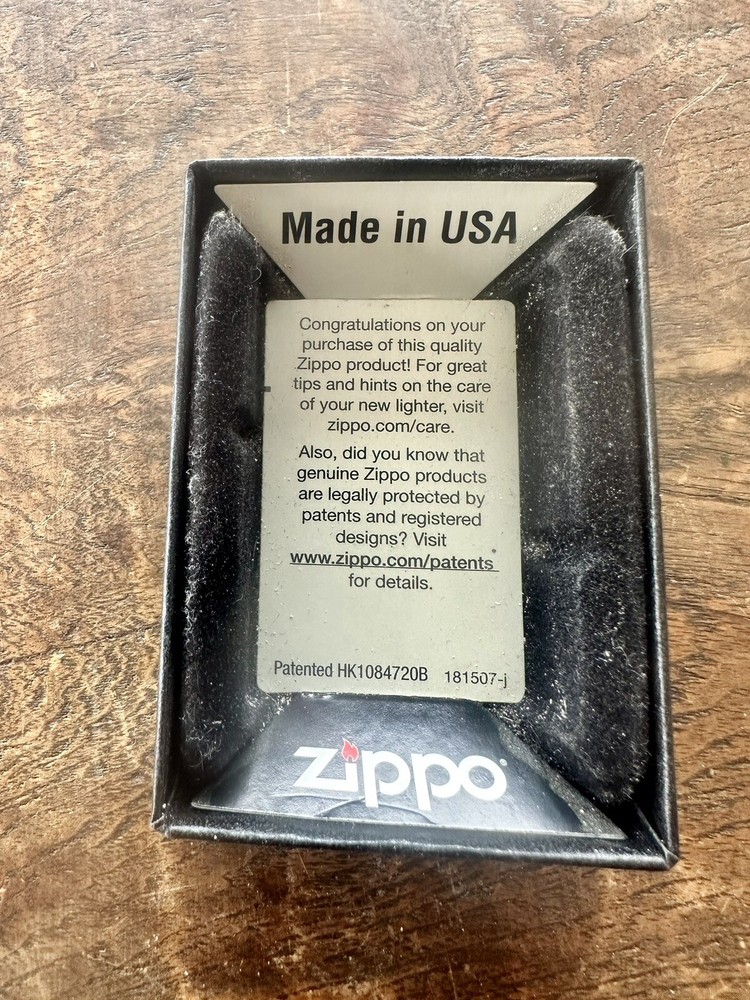 Made in USA
Congratulations on your
purchase of this quality
Zippo product! For great
tips and hints on the care
of your new lighter, visit
zippo.com/care.
Also, did you know that
genuine Zippo products
are legally protected by
patents and registered
designs? Visit
www.zippo.com/patents
for details.
Patented HK1084720B 181507-j
zippo